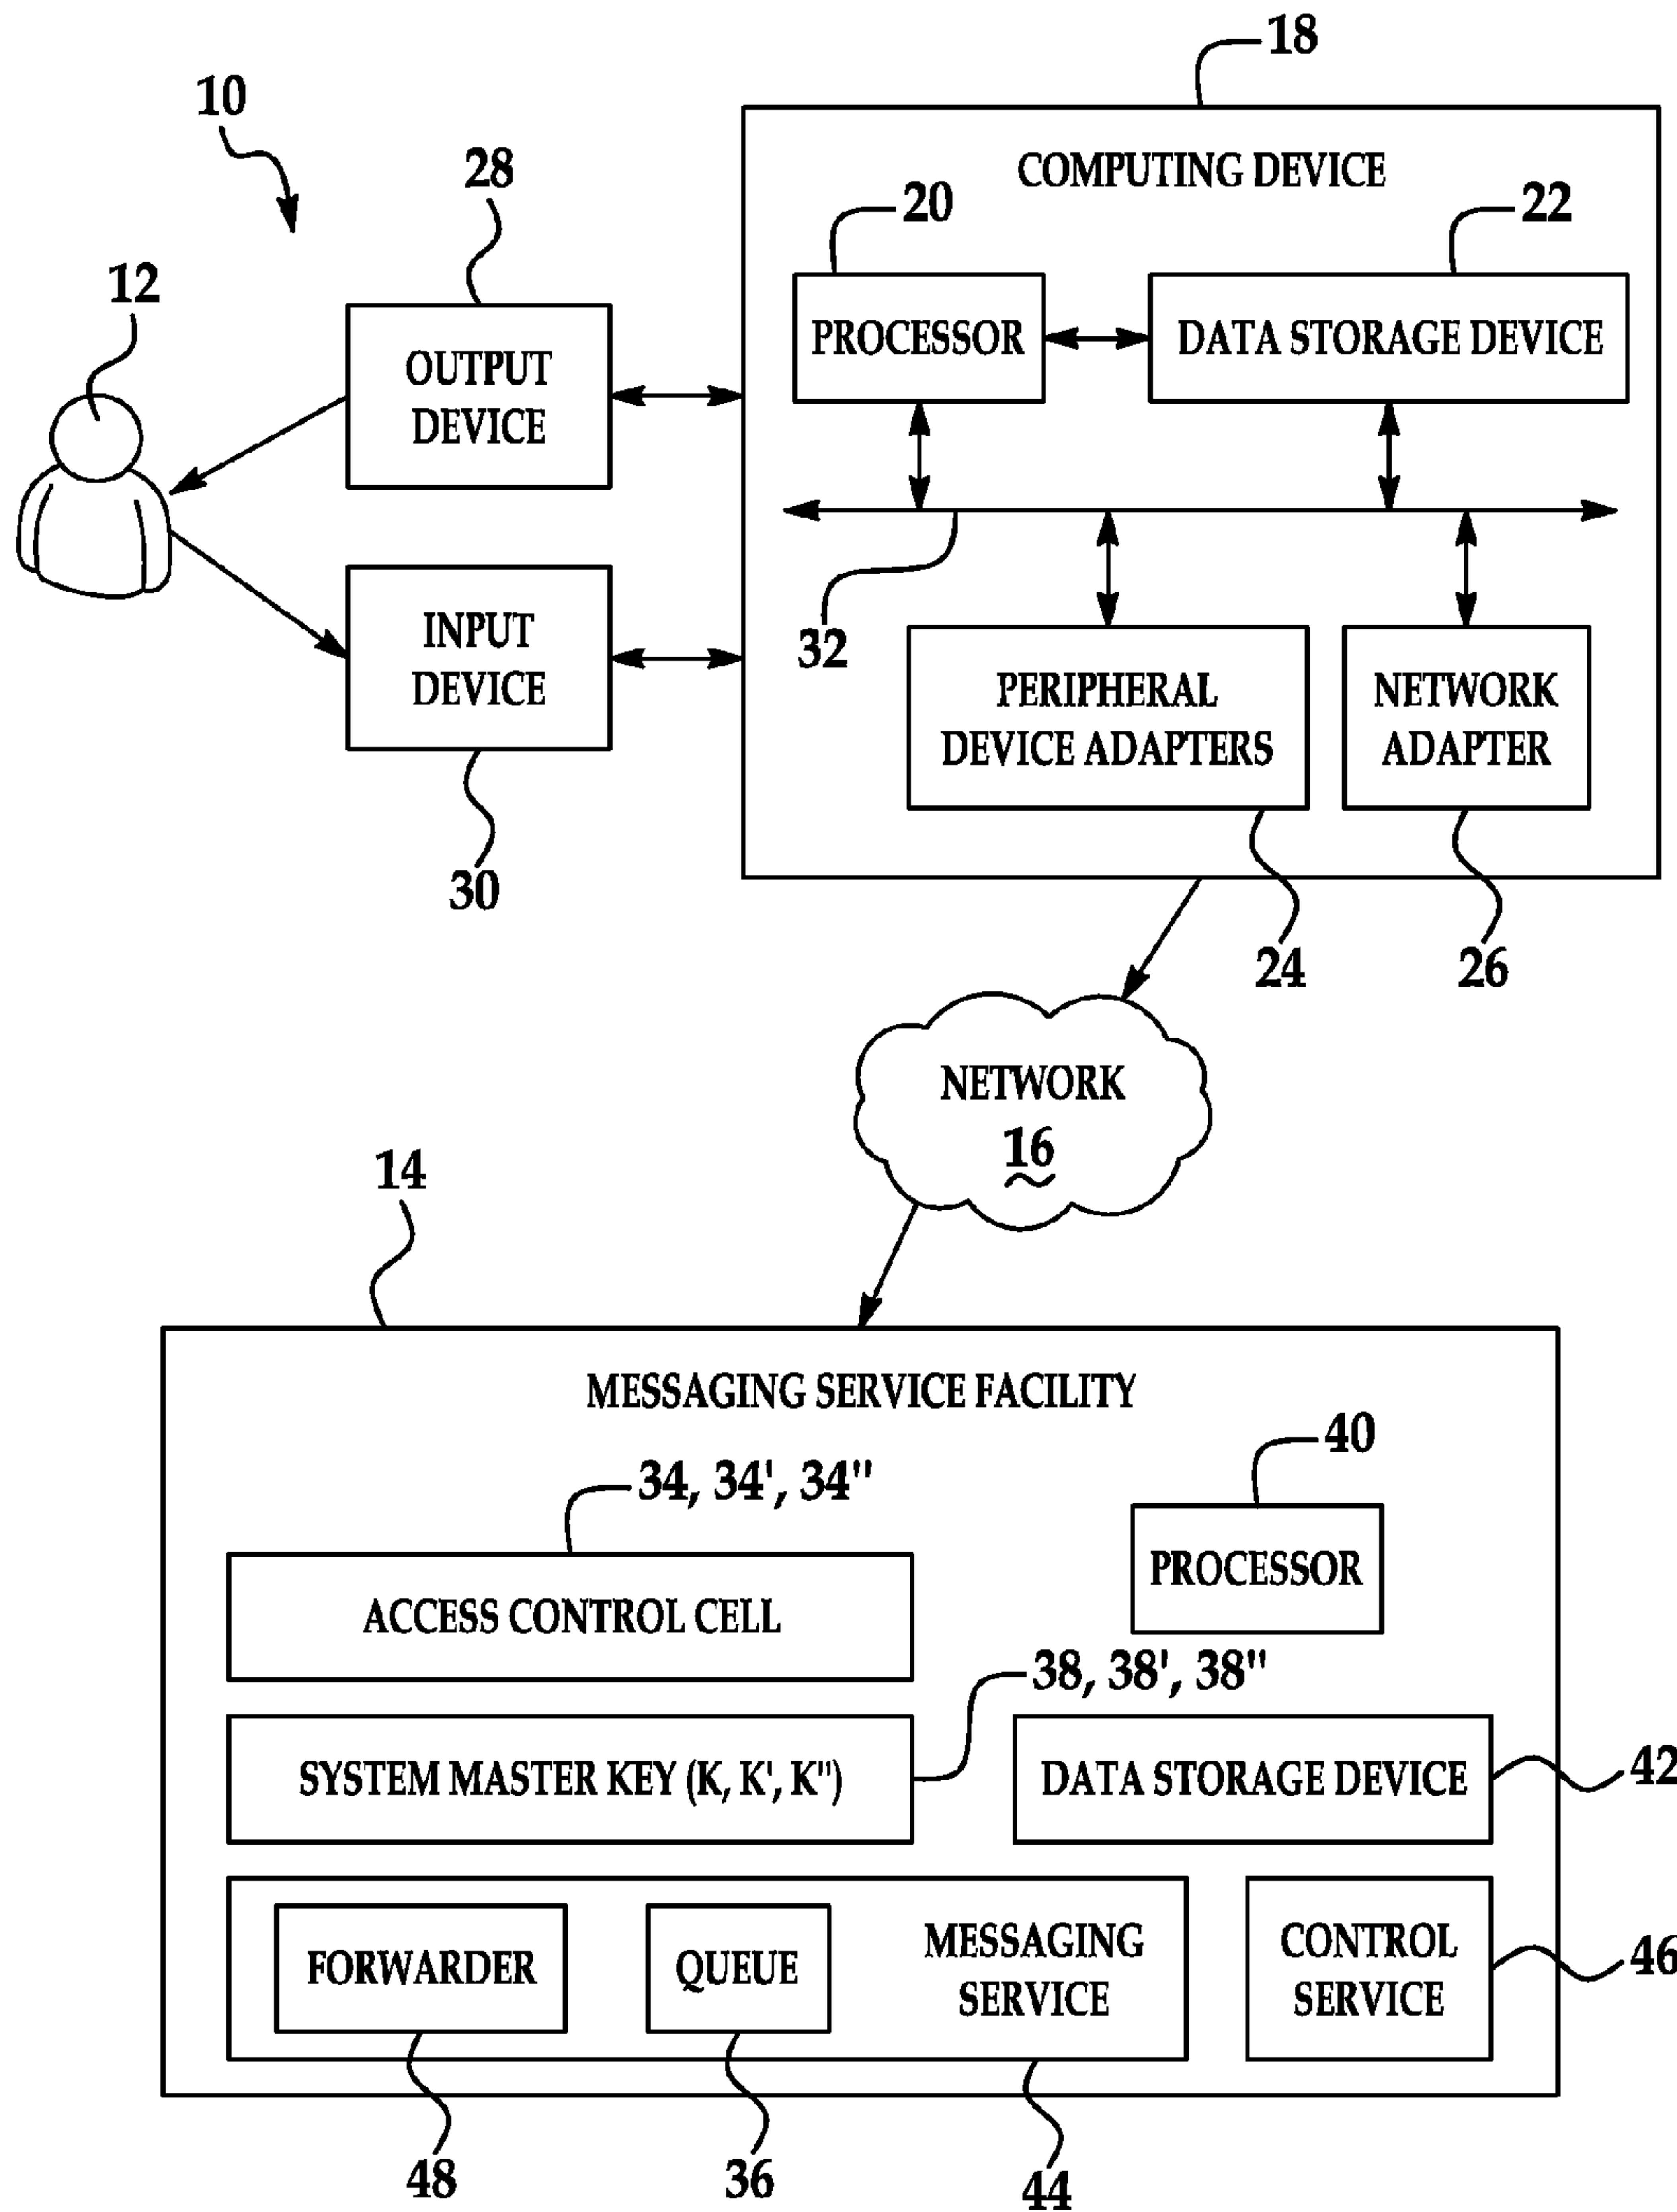 18
10
COMPUTING DEVICE
28
20
22
12
PROCESSOR
DATA STORAGE DEVICE
OUTPUT
DEVICE
INPUT
DEVICE
32
PERIPHERAL
DEVICE ADAPTERS
NETWORK
ADAPTER
30
24
26
NETWORK
16
14
MESSAGING SERVICE FACILITY
40
34, 34', 34"
PROCESSOR
ACCESS CONTROL CELL
38, 38', 38"
SYSTEM MASTER KEY (K, K', K")
DATA STORAGE DEVICE
42
FORWARDER
QUEUE
MESSAGING
SERVICE
CONTROL
SERVICE
46
48
36
44